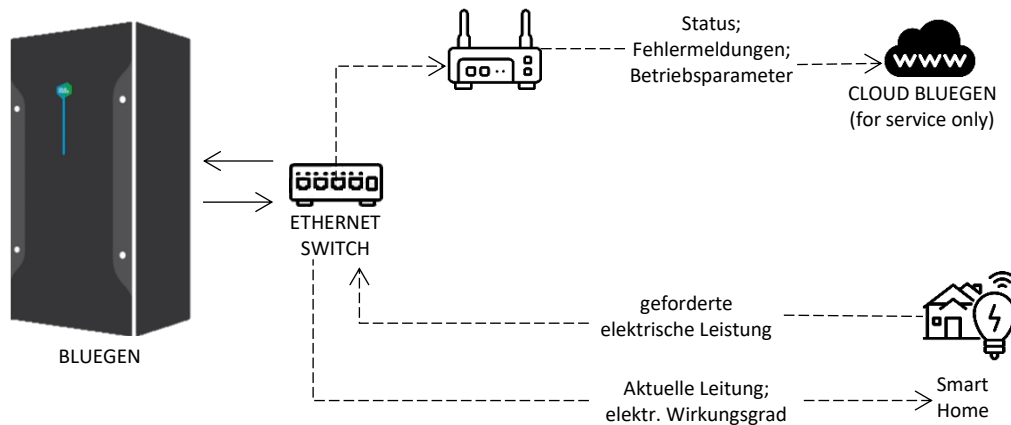 Status;
Fehlermeldungen;
Betriebsparameter
www
CLOUD BLUEGEN
(for service only)
ETHERNET
SWITCH
geforderte
elektrische Leistung
BLUEGEN
Aktuelle Leitung;
elektr. Wirkungsgrad
Smart
Home